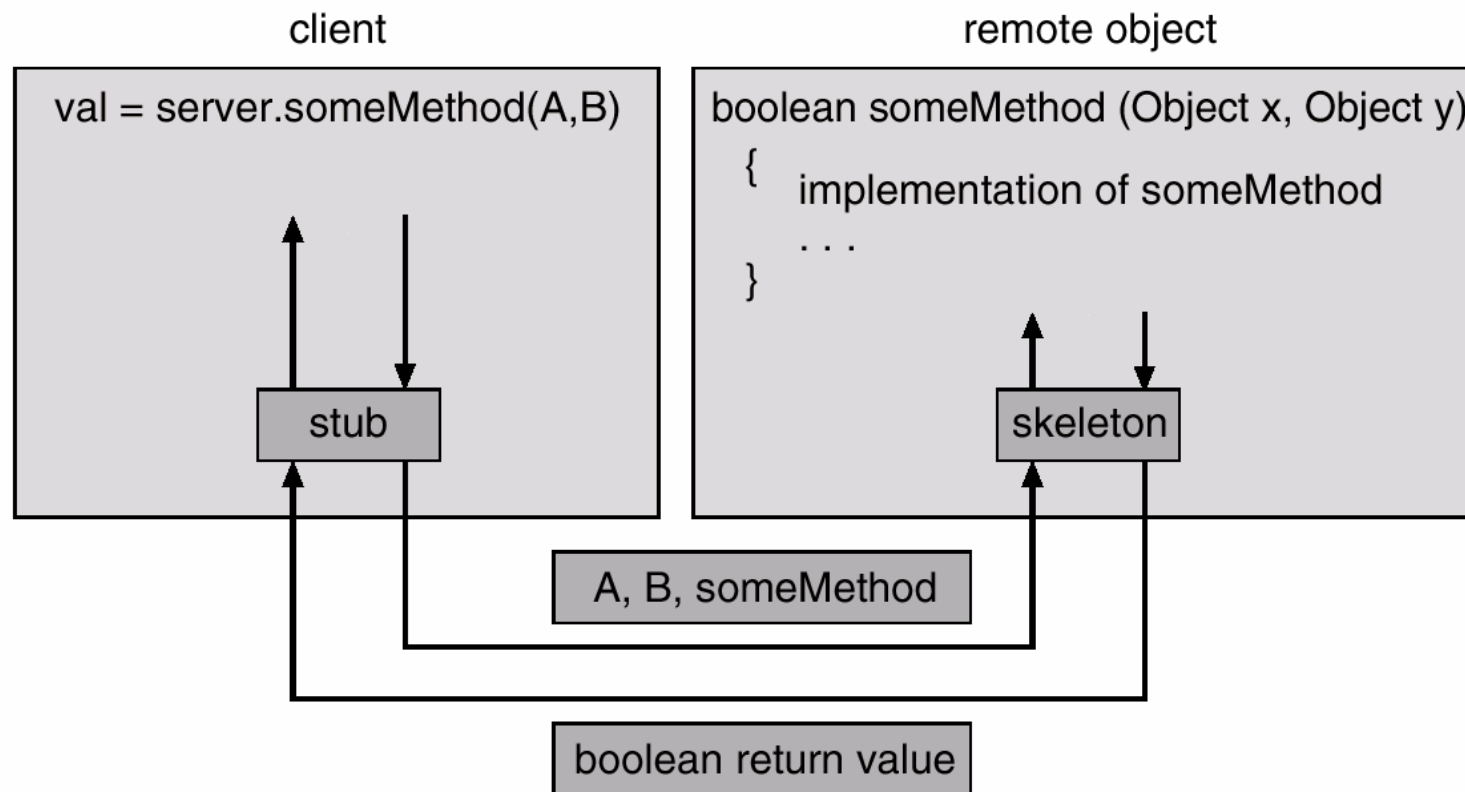 client
remote object
val = server.someMethod(A,B)
boolean someMethod (Object x, Object y)
{
implementation of someMethod
. . .
}
stub
skeleton
A, B, someMethod
boolean return value